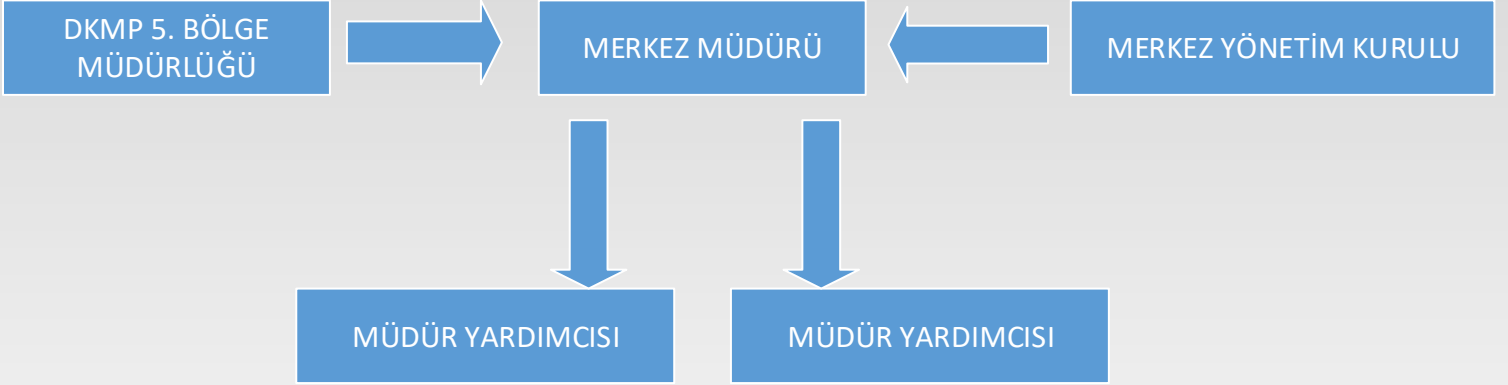 DKMP 5. BÖLGE
MÜDÜRLÜĞÜ
MERKEZ MÜDÜRÜ
MERKEZ YÖNETİM KURULU
MÜDÜR YARDIMCISI
MÜDÜR YARDIMCISI